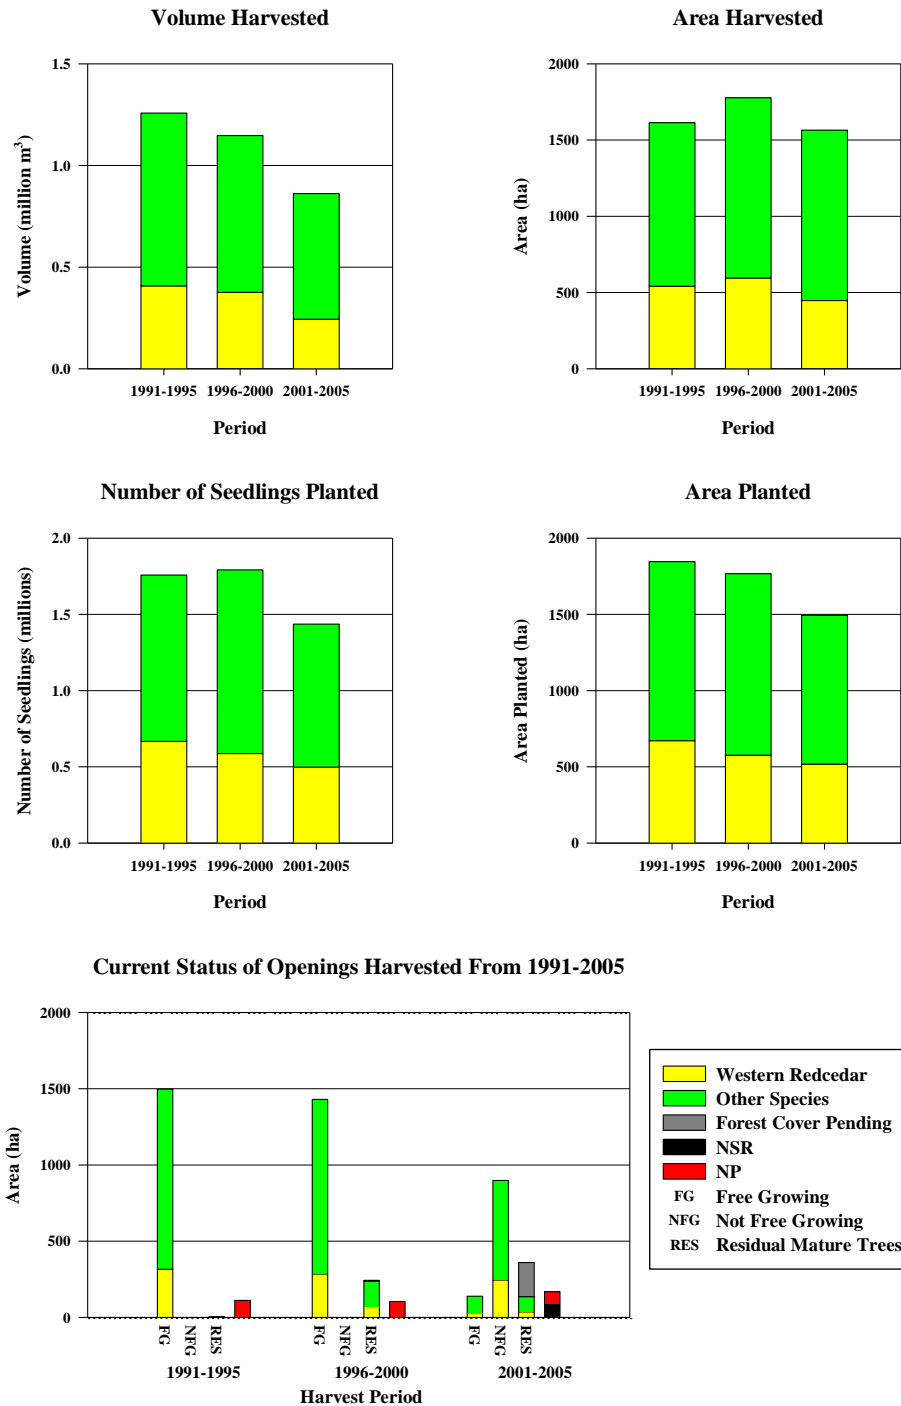 Volume Harvested
Area Harvested
Volume (million m³)
1.5
1.0
0.5
0.0
1991-1995 1996-2000 2001-2005
Period
Area (ha)
2000
1500
1000
500
0
1991-1995 1996-2000 2001-2005
Period
Number of Seedlings Planted
Area Planted
Number of Seedlings (millions)
2.0
1.5
1.0
0.5
0.0
1991-1995 1996-2000 2001-2005
Period
Area Planted (ha)
2000
1500
1000
500
0
1991-1995 1996-2000 2001-2005
Period
Current Status of Openings Harvested From 1991-2005
Area (ha)
2000
1500
1000
500
0
FG NFG RES FG NFG RES FG NFG RES
1991-1995 1996-2000 2001-2005
Harvest Period
Western Redcedar
Other Species
Forest Cover Pending
NSR
NP
FG Free Growing
NFG Not Free Growing
RES Residual Mature Trees